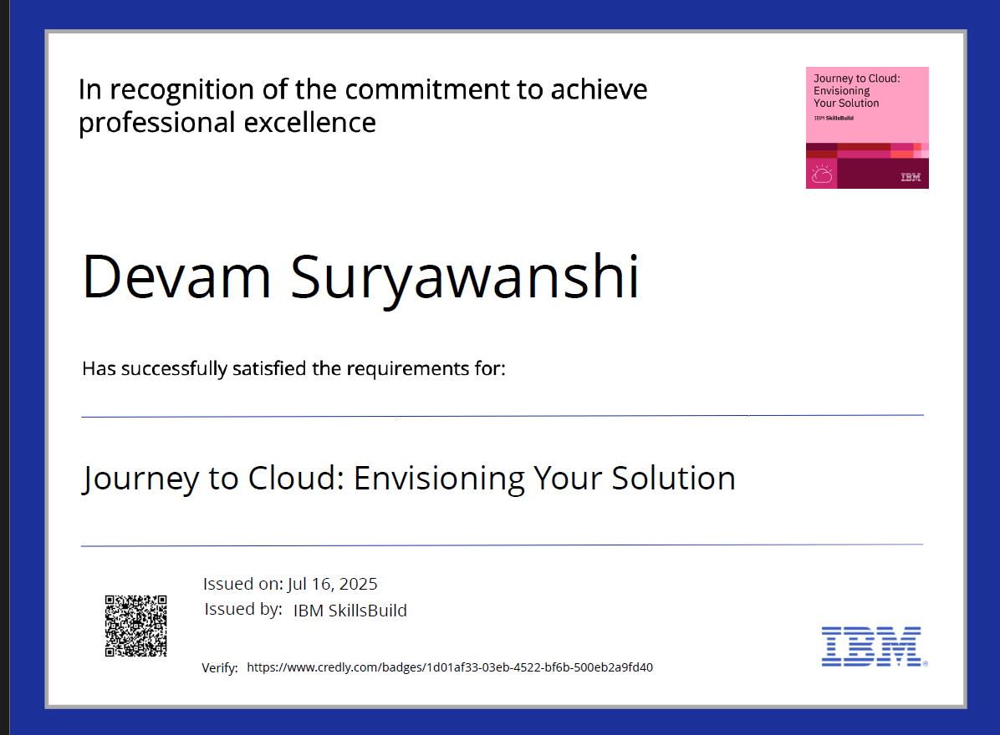 In recognition of the commitment to achieve
professional excellence
Journey to Cloud:
Envisioning
Your Solution
IBM SkillsBuild
IBM
Devam Suryawanshi
Has successfully satisfied the requirements for:
Journey to Cloud: Envisioning Your Solution
Issued on: Jul 16, 2025
Issued by: IBM SkillsBuild
Verify: https://www.credly.com/badges/1d01af33-03eb-4522-bf6b-500eb2a9fd40
IBM®